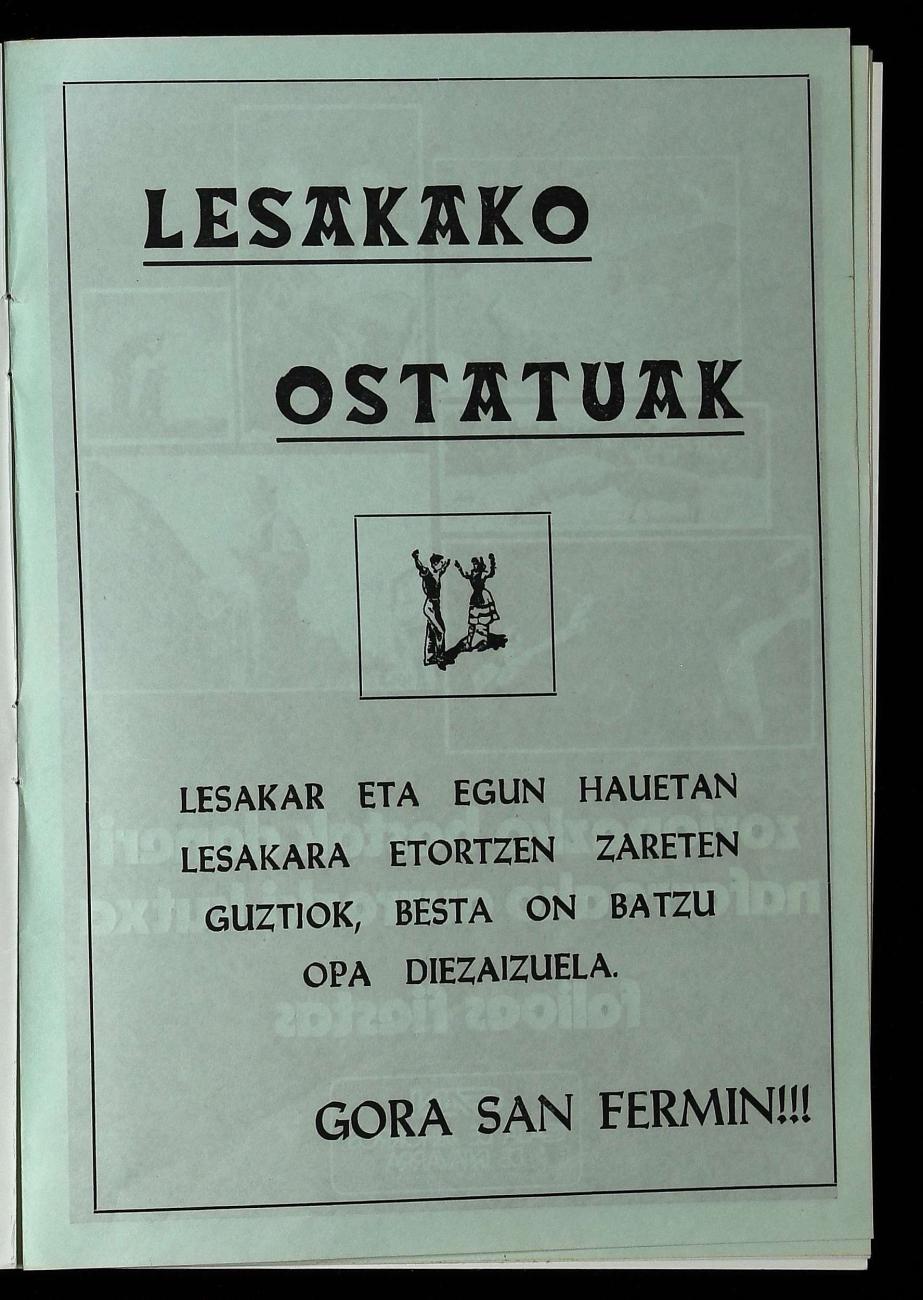 LESAKAKO
OSTATUAK
LESAKAR ETA EGUN HAUETAN
LESAKARA ETORTZEN ZARETEN
GUZTIOK, BESTA ON BATZU
OPA DIEZAIZUELA.
GORA SAN FERMIN!!!